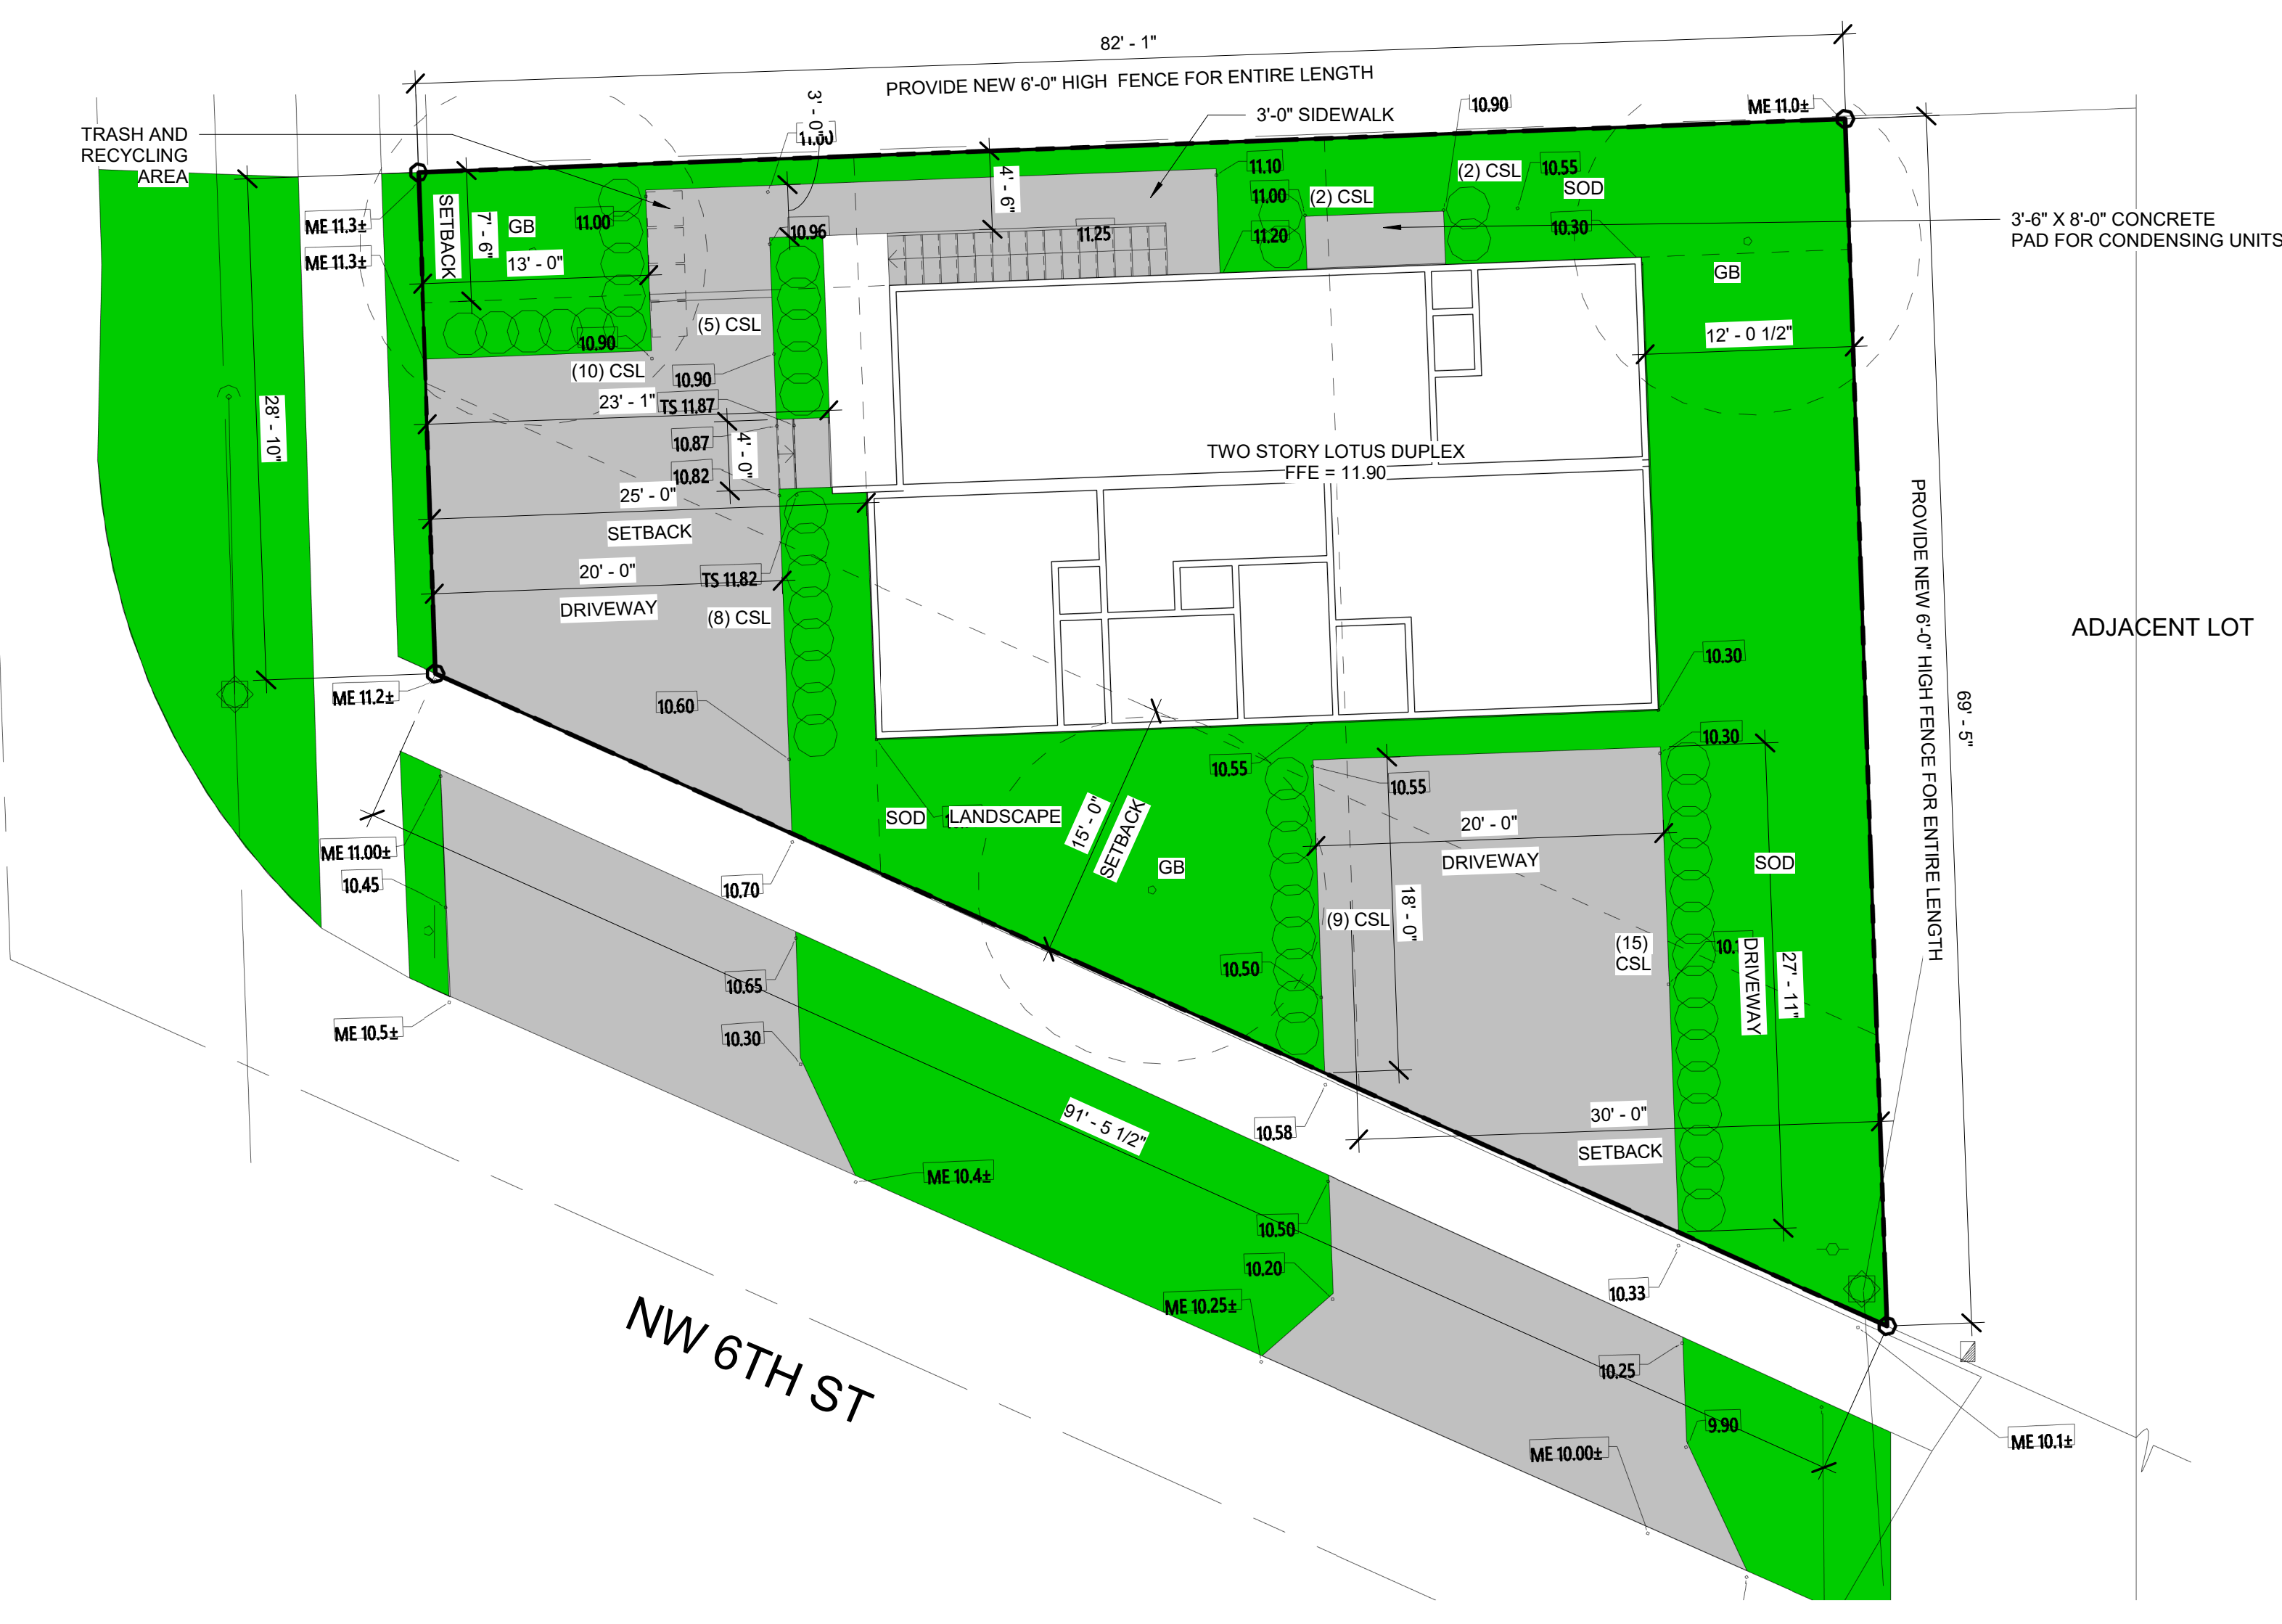 82' - 1"
PROVIDE NEW 6'-0" HIGH FENCE FOR ENTIRE LENGTH
3' - 0"
11.00
3'-0" SIDEWALK
10.90
ME 11.0±
TRASH AND
RECYCLING
AREA
ME 11.3±
ME 11.3±
SETBACK
7' - 6"
GB
13' - 0"
11.00
10.96
4' - 6"
11.25
11.10
11.00
11.20
(2) CSL
(2) CSL
10.55
SOD
10.30
3'-6" X 8'-0" CONCRETE
PAD FOR CONDENSING UNITS
GB
12' - 0 1/2"
(5) CSL
10.90
(10) CSL
10.90
23' - 1"
TS 11.87
10.87
4' - 0"
10.82
25' - 0"
SETBACK
20' - 0"
DRIVEWAY
TS 11.82
(8) CSL
28' - 10"
TWO STORY LOTUS DUPLEX
FFE = 11.90
PROVIDE NEW 6'-0" HIGH FENCE FOR ENTIRE LENGTH
69' - 5"
ADJACENT LOT
ME 11.2±
10.60
10.30
10.30
10.55
10.55
SOD
LANDSCAPE
15' - 0"
SETBACK
GB
20' - 0"
DRIVEWAY
18' - 0"
(9) CSL
SOD
(15)
CSL
DRIVEWAY
27' - 11"
ME 11.00±
10.45
10.70
10.65
10.50
ME 10.5±
10.30
91' - 5 1/2"
10.58
30' - 0"
SETBACK
ME 10.4±
10.50
10.20
ME 10.25±
10.33
NW 6TH ST
10.25
9.90
ME 10.00±
ME 10.1±